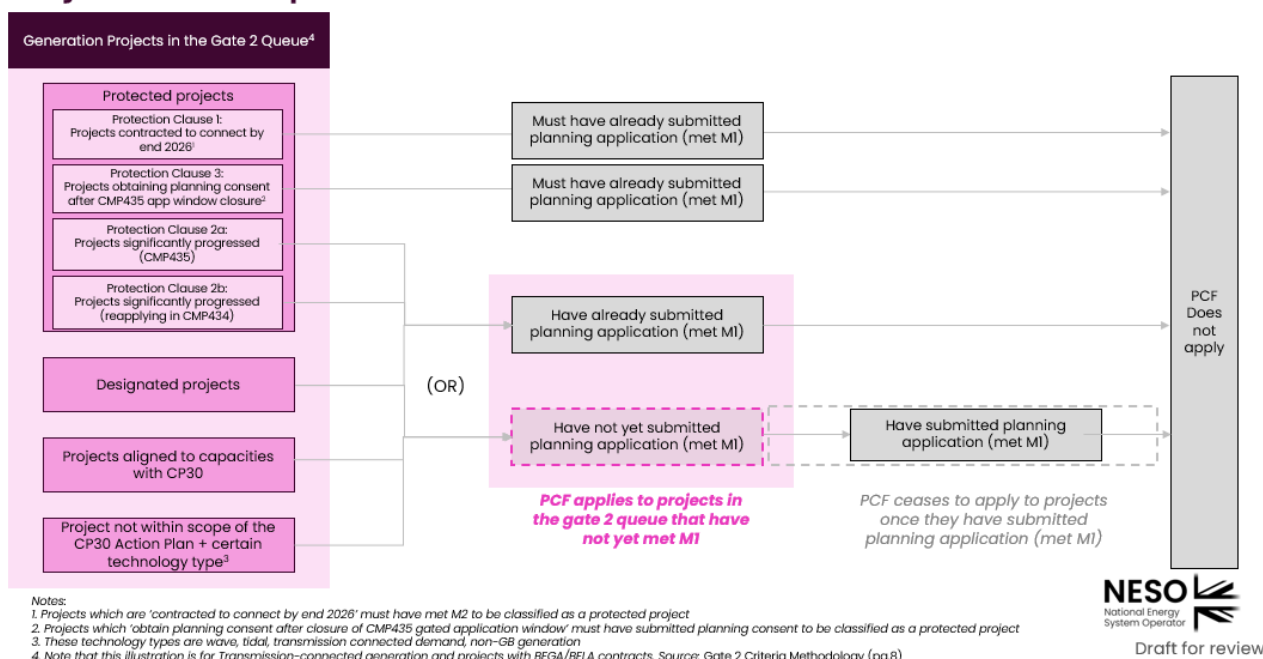 Generation Projects in the Gate 2 Queue⁴
Protected projects
Protection Clause 1:
Projects contracted to connect by
end 2026¹
Protection Clause 3:
Projects obtaining planning consent
after CMP435 app window closure²
Protection Clause 2a:
Projects significantly progressed
(CMP435)
Protection Clause 2b:
Projects significantly progressed
(reapplying in CMP434)
Designated projects
Projects aligned to capacities
with CP30
Project not within scope of the
CP30 Action Plan + certain
technology type³
Must have already submitted
planning application (met M1)
Must have already submitted
planning application (met M1)
Have already submitted
planning application (met M1)
(OR)
Have not yet submitted
planning application (met M1)
PCF applies to projects in
the gate 2 queue that have
not yet met M1
Have submitted planning
application (met M1)
PCF ceases to apply to projects
once they have submitted
planning application (met M1)
PCF
Does
not
apply
Notes:
1. Projects which are ‘contracted to connect by end 2026’ must have met M2 to be classified as a protected project
2. Projects which ‘obtain planning consent after closure of CMP435 gated application window’ must have submitted planning consent to be classified as a protected project
3. These technology types are wave, tidal, transmission connected demand, non-GB generation
4. Note that this illustration is for Transmission-connected generation and projects with BEGA/BELA contracts. Source: Gate 2 Criteria Methodology (pg.8)
NESO
National Energy
System Operator
Draft for review